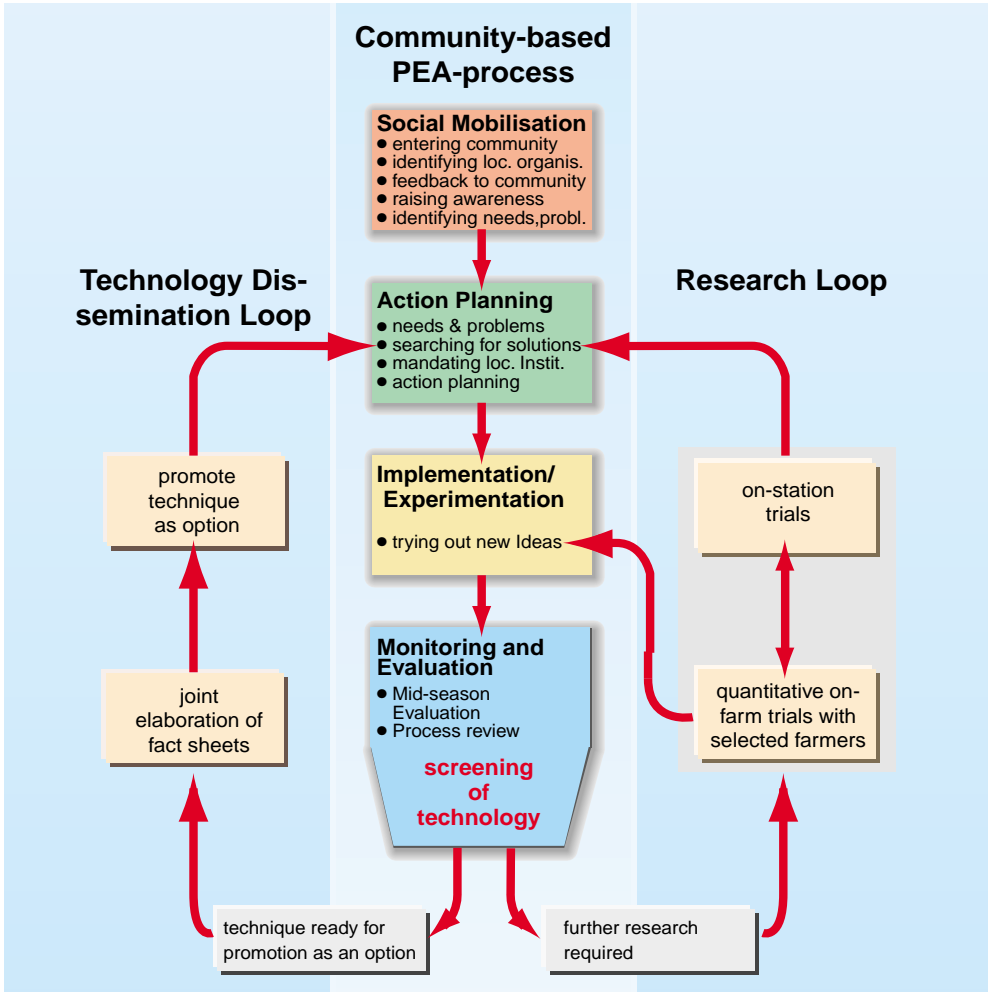 Community-based
PEA-process
Social Mobilisation
● entering community
● identifying loc. organis.
● feedback to community
● raising awareness
● identifying needs,probl.
Technology Dis-
semination Loop
Research Loop
Action Planning
● needs & problems
● searching for solutions
● mandating loc. Instit.
● action planning
promote
technique
as option
Implementation/
Experimentation
● trying out new Ideas
on-station
trials
joint
elaboration of
fact sheets
Monitoring and
Evaluation
● Mid-season
Evaluation
● Process review
screening
of
technology
quantitative on-
farm trials with
selected farmers
technique ready for
promotion as an option
further research
required